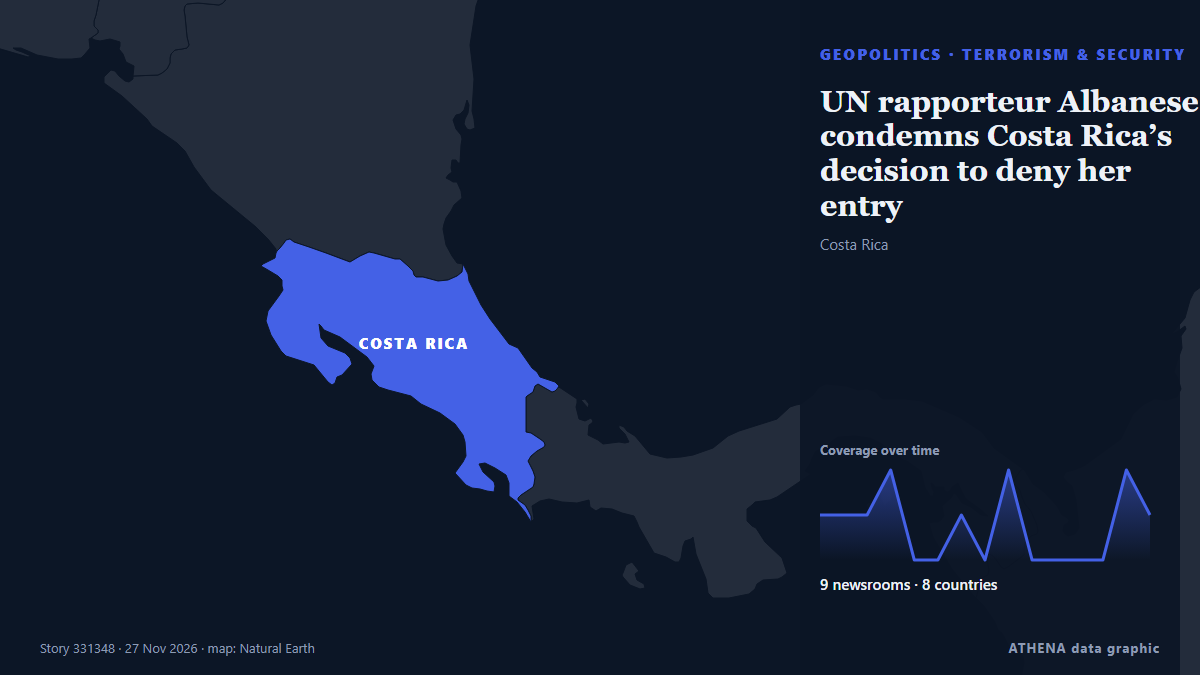 GEOPOLITICS · TERRORISM & SECURITY
UN rapporteur Albanese
condemns Costa Rica’s
decision to deny her
entry
Costa Rica
COSTA RICA
Coverage over time
9 newsrooms · 8 countries
Story 331348 · 27 Nov 2026 · map: Natural Earth
ATHENA data graphic